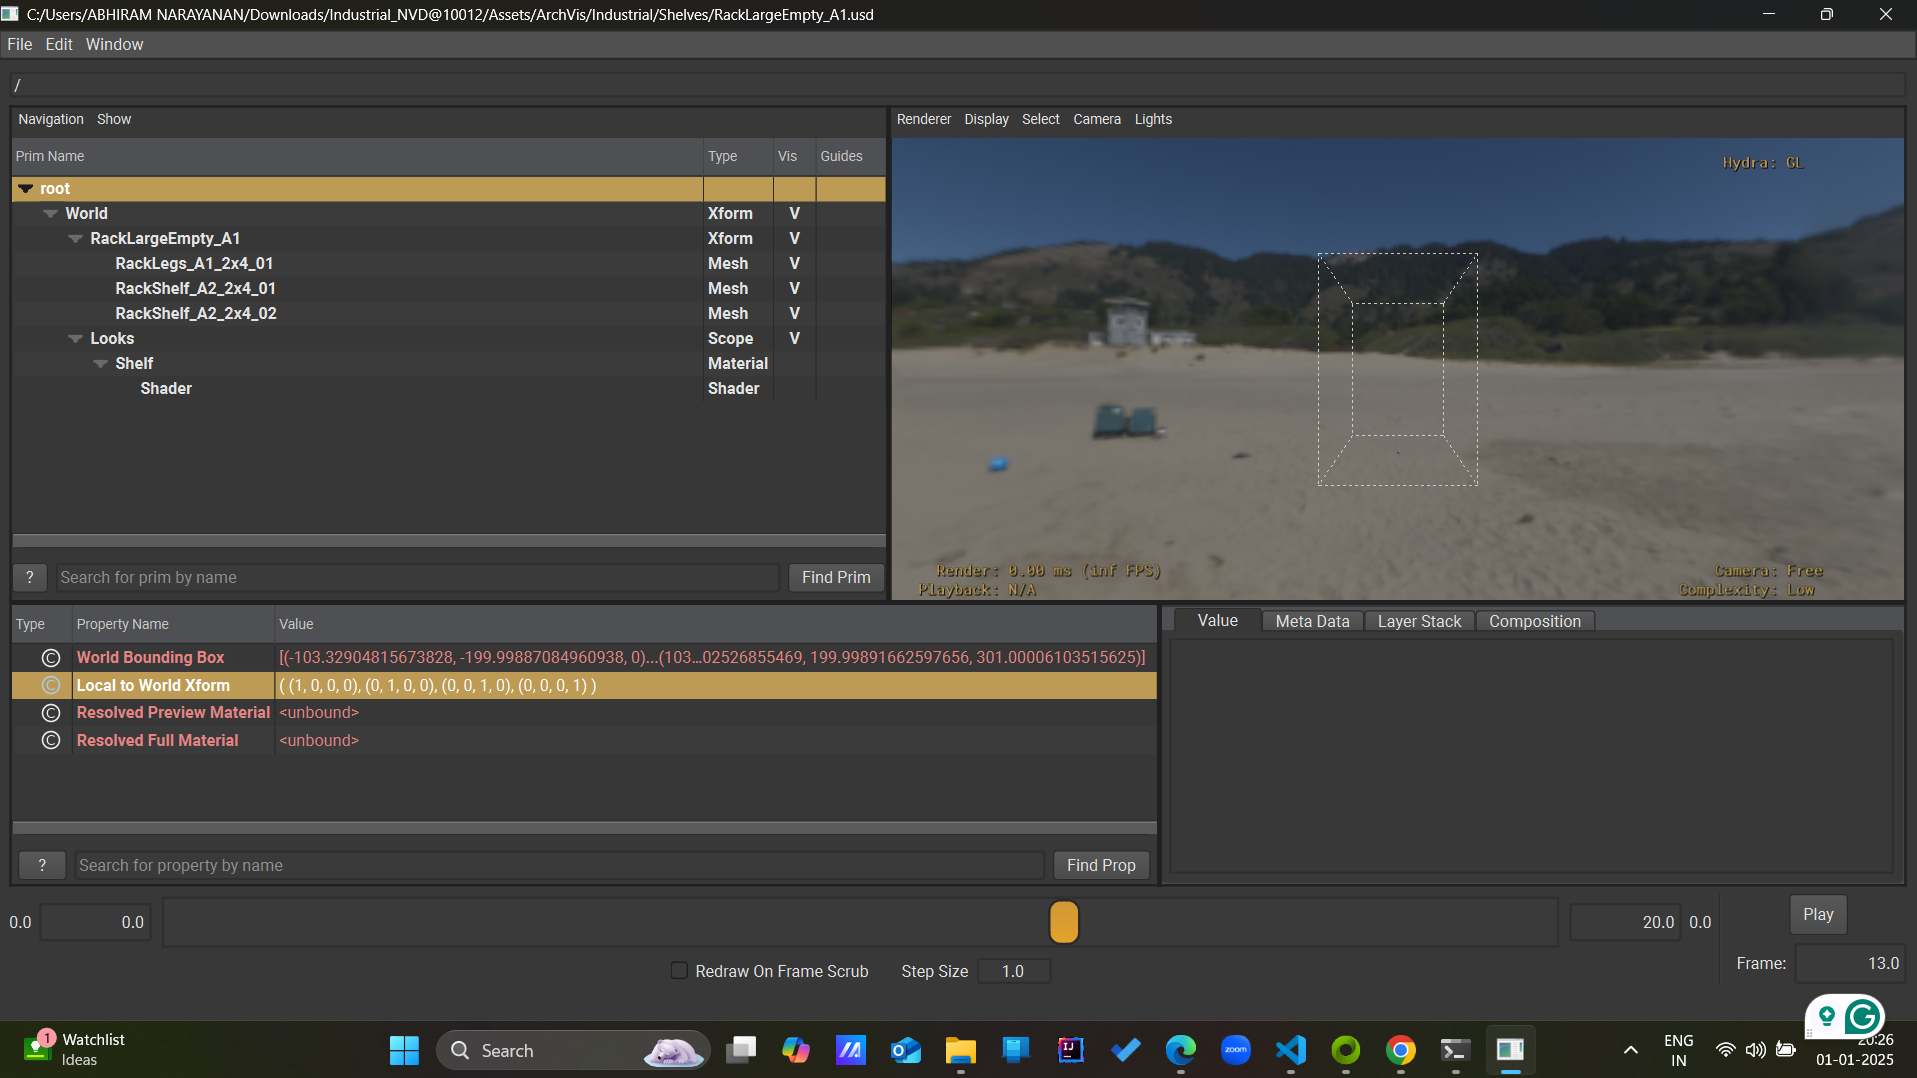 C:/Users/ABHIRAM NARAYANAN/Downloads/Industrial_NVD@10012/Assets/ArchVis/Industrial/Shelves/RackLargeEmpty_A1.usd
File Edit Window
/
Navigation Show
Prim Name Type Vis Guides
root
World Xform V
RackLargeEmpty_A1 Xform V
RackLegs_A1_2x4_01 Mesh V
RackShelf_A2_2x4_01 Mesh V
RackShelf_A2_2x4_02 Mesh V
Looks Scope V
Shelf Material
Shader Shader
? Search for prim by name Find Prim
Renderer Display Select Camera Lights
Hydra: GL
Render: 0.00 ms (inf FPS)
Playback: N/A
Camera: Free
Complexity: Low
Type Property Name Value
© World Bounding Box [(-103.32904815673828, -199.99887084960938, 0)...(103...02526855469, 199.99891662597656, 301.00006103515625)]
© Local to World Xform ( (1, 0, 0, 0), (0, 1, 0, 0), (0, 0, 1, 0), (0, 0, 0, 1) )
© Resolved Preview Material <unbound>
© Resolved Full Material <unbound>
? Search for property by name Find Prop
Value Meta Data Layer Stack Composition
0.0 0.0 20.0 0.0 Play
Redraw On Frame Scrub Step Size 1.0 Frame: 13.0
1 Watchlist
Ideas
Search
IJ
zoom
ENG
IN
20:26
01-01-2025